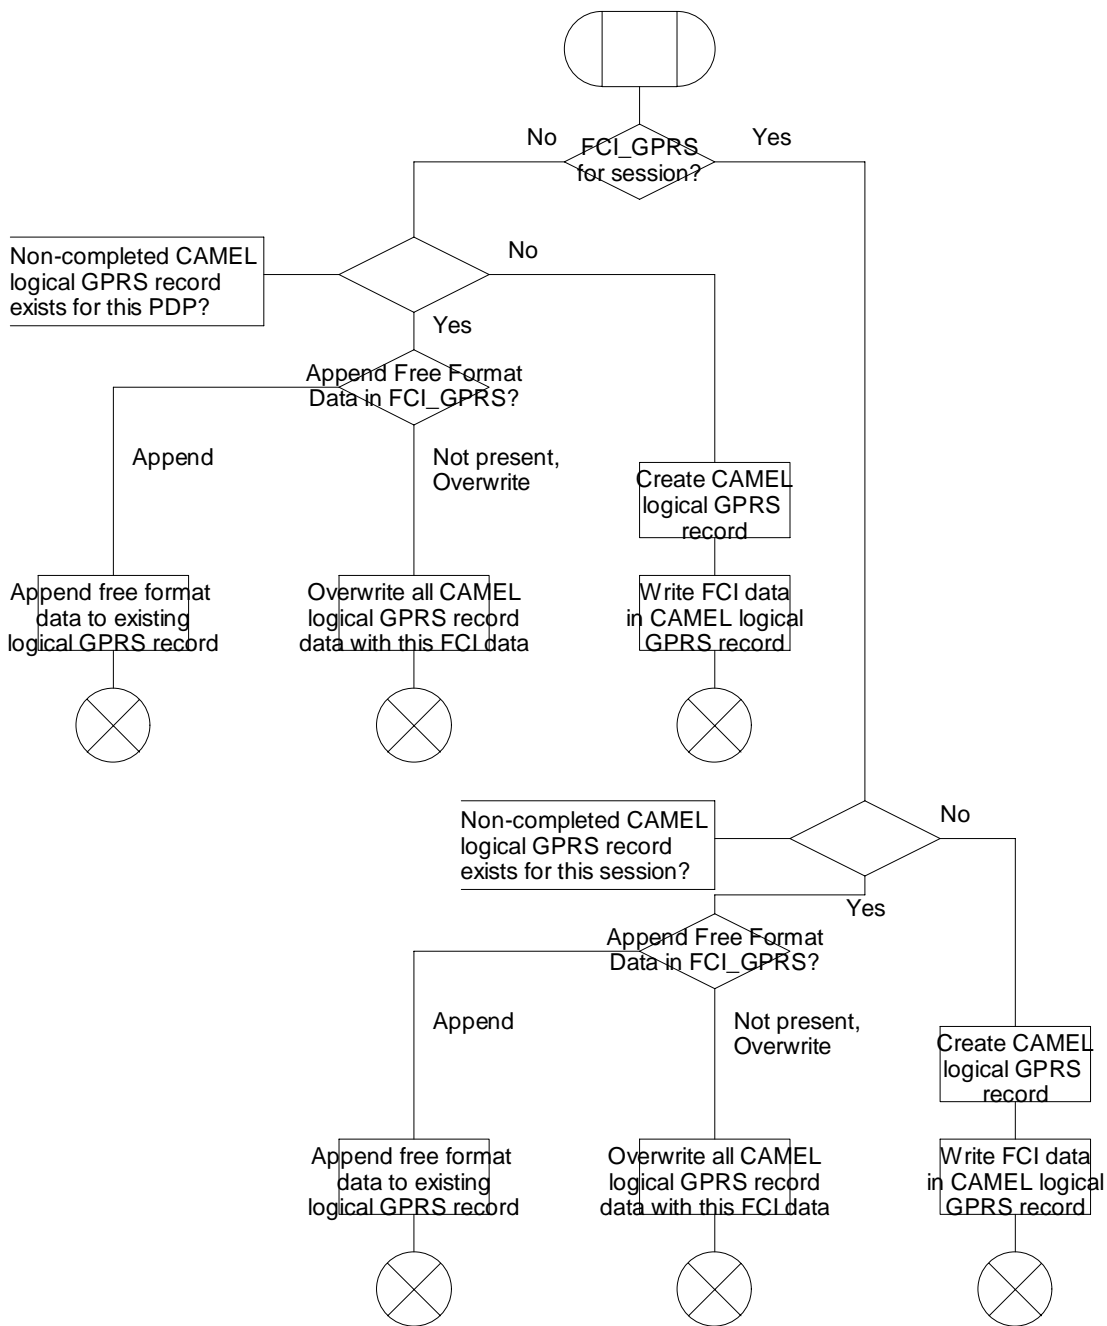 No
Yes
FCI_GPRS
for session?
Non-completed CAMEL
logical GPRS record
exists for this PDP?
No
Yes
Append Free Format
Data in FCI_GPRS?
Append
Not present,
Overwrite
Create CAMEL
logical GPRS
record
Append free format
data to existing
logical GPRS record
Overwrite all CAMEL
logical GPRS record
data with this FCI data
Write FCI data
in CAMEL logical
GPRS record
Non-completed CAMEL
logical GPRS record
exists for this session?
No
Yes
Append Free Format
Data in FCI_GPRS?
Append
Not present,
Overwrite
Create CAMEL
logical GPRS
record
Append free format
data to existing
logical GPRS record
Overwrite all CAMEL
logical GPRS record
data with this FCI data
Write FCI data
in CAMEL logical
GPRS record